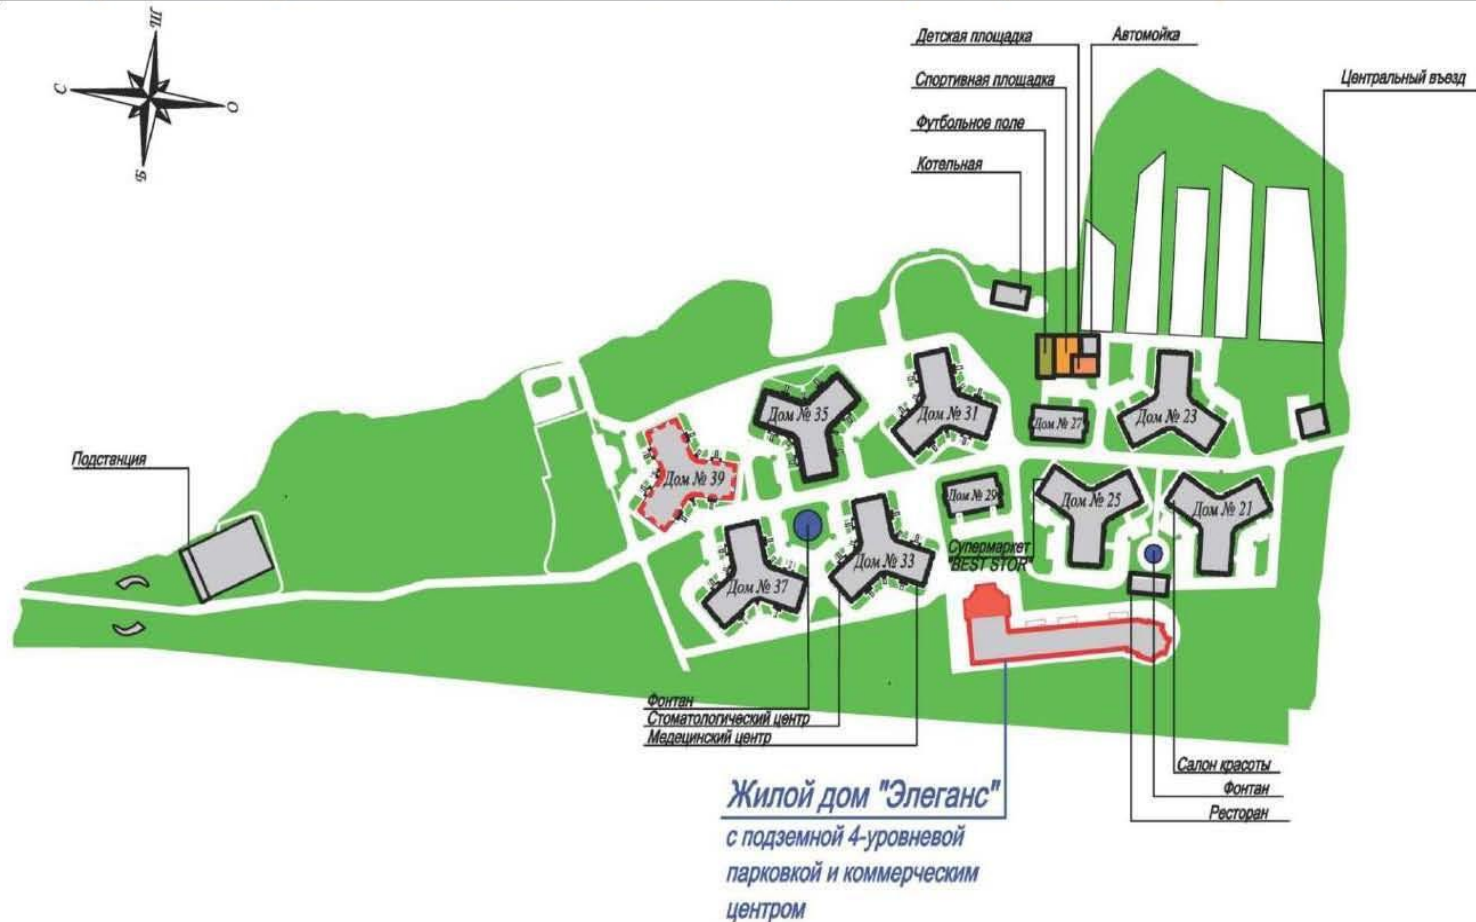 Ш
С
О
Б
Детская площадка
Автомойка
Спортивная площадка
Центральный въезд
Футбольное поле
Котельная
Дом № 35
Дом № 31
Дом № 27
Дом № 23
Подстанция
Дом № 39
Дом № 29
Дом № 25
Дом № 21
Супермаркет
"BEST STOR"
Дом № 37
Дом № 33
Фонтан
Стоматологический центр
Медецинский центр
Салон красоты
Фонтан
Ресторан
Жилой дом "Элеганс"
с подземной 4-уровневой
парковкой и коммерческим
центром